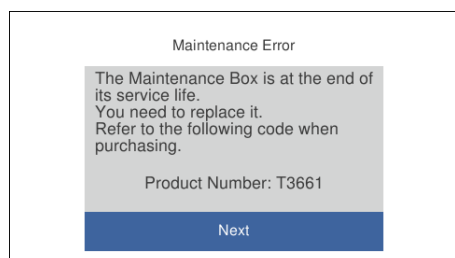 Maintenance Error
The Maintenance Box is at the end of
its service life.
You need to replace it.
Refer to the following code when
purchasing.
Product Number: T3661
Next